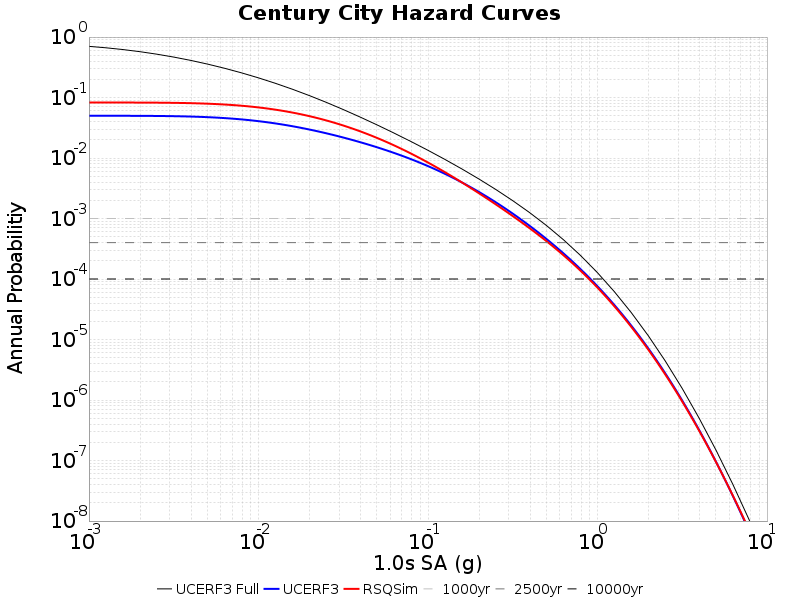 Century City Hazard Curves
10^0
10^-1
10^-2
10^-3
10^-4
10^-5
10^-6
10^-7
10^-8
Annual Probabilitiy
10^-3 10^-2 10^-1 10^0 10^1
1.0s SA (g)
UCERF3 Full UCERF3 RSQSim 1000yr 2500yr 10000yr